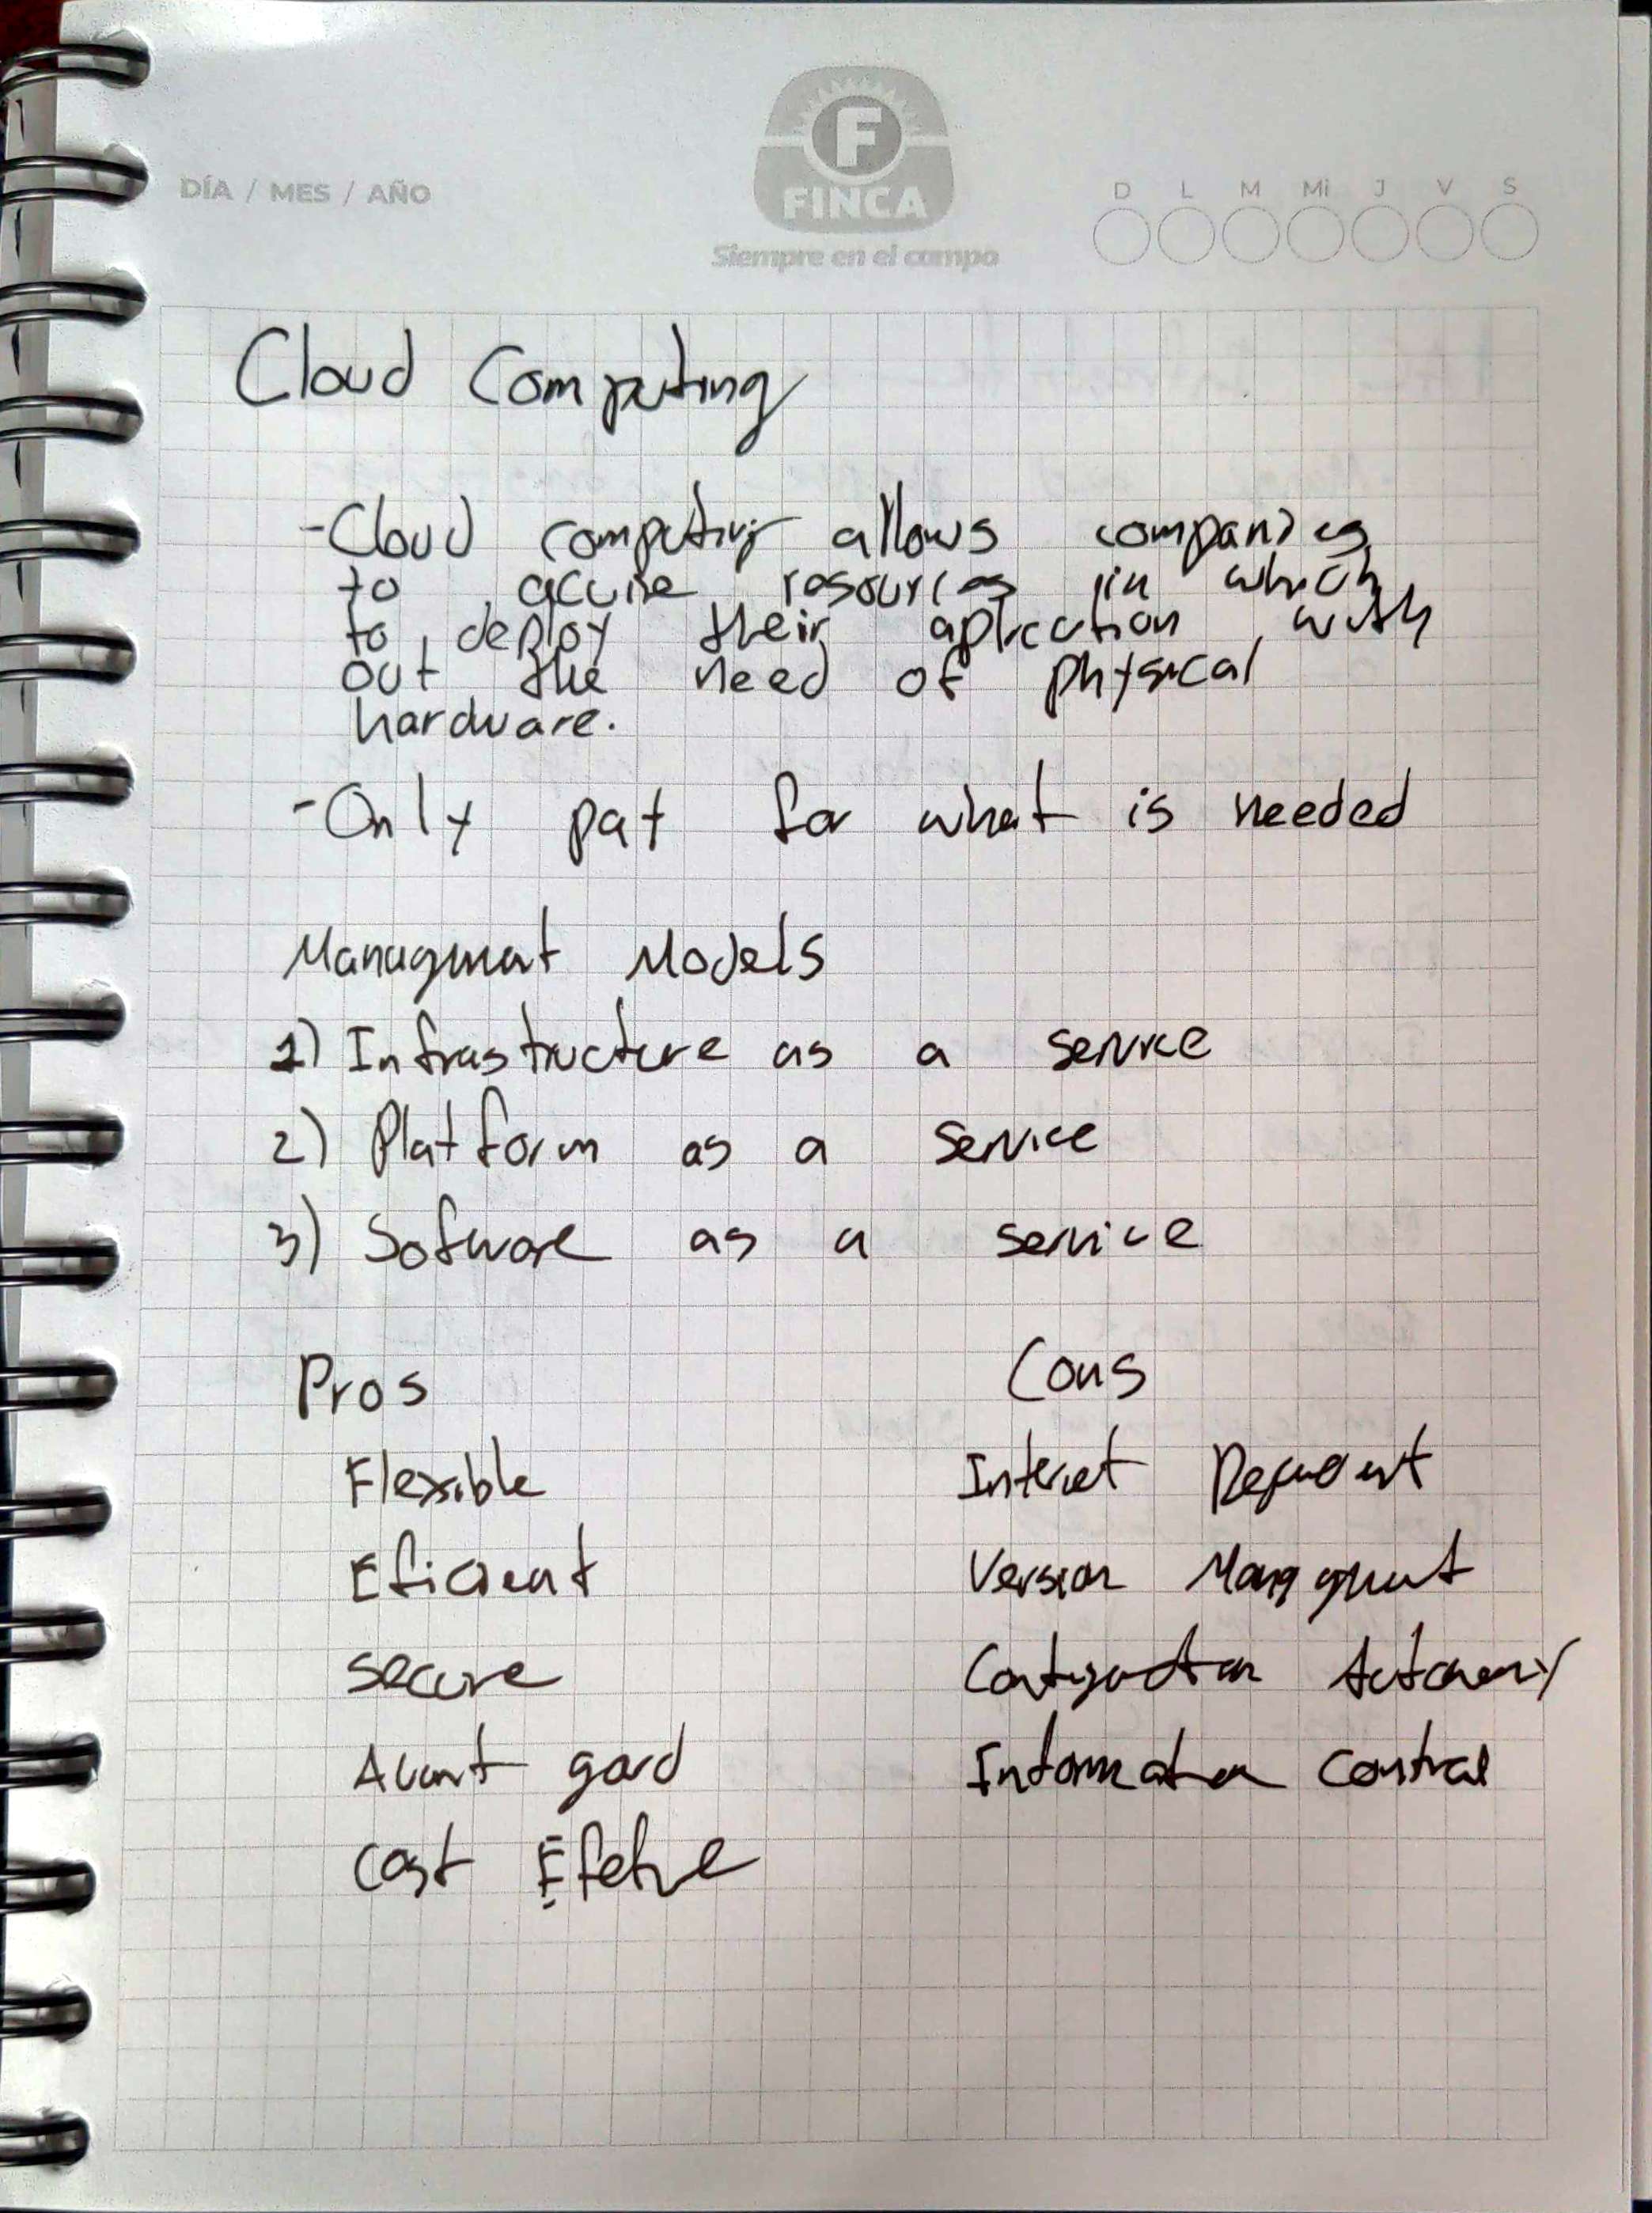 DÍA / MES / AÑO
F
FINCA
Siempre en el campo
D L M Mi J V S
Cloud Computing
-Cloud computing allows companies
to acuire resources in which
to deploy their aplication with
out the need of physical
hardware.
-Only pay for what is needed
Managment Models
1) Infrastructure as a service
2) Platform as a Service
3) Sofware as a service
Pros Cons
Flexible Internet Dependent
Eficient Version Managment
Secure Configuration Autonomy
Avant gard Information Control
Cost Efetive